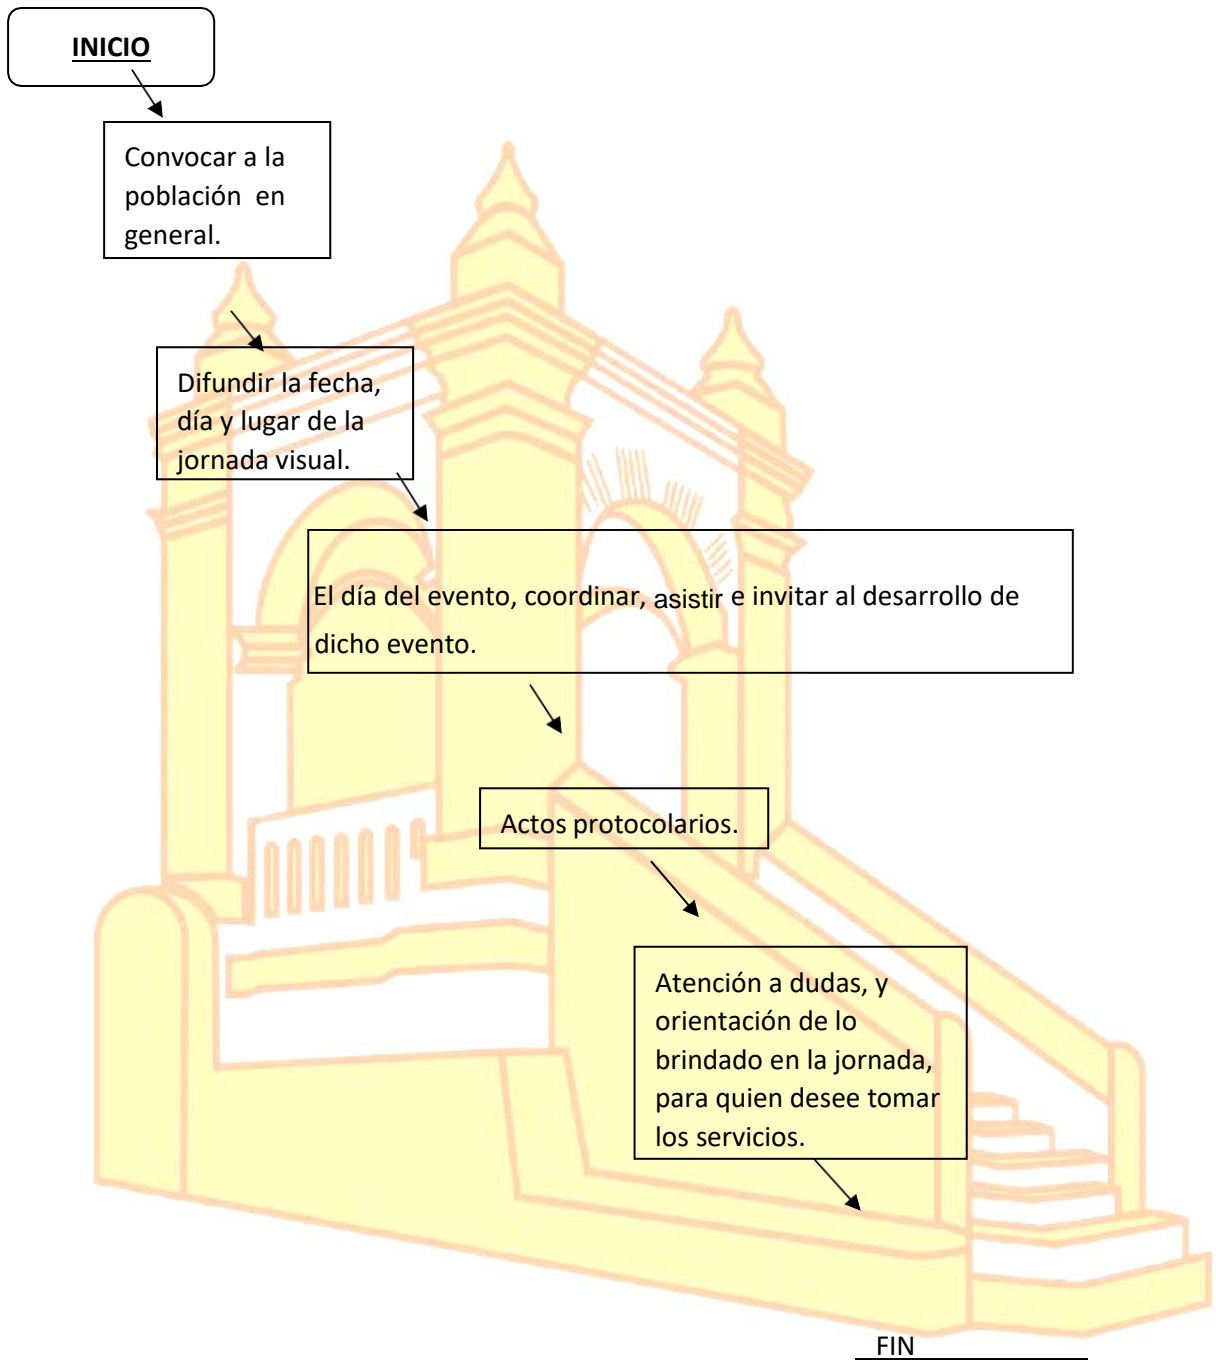 INICIO
Convocar a la
población en
general.
Difundir la fecha,
día y lugar de la
jornada visual.
El día del evento, coordinar, asistir e invitar al desarrollo de
dicho evento.
Actos protocolarios.
Atención a dudas, y
orientación de lo
brindado en la jornada,
para quien desee tomar
los servicios.
FIN